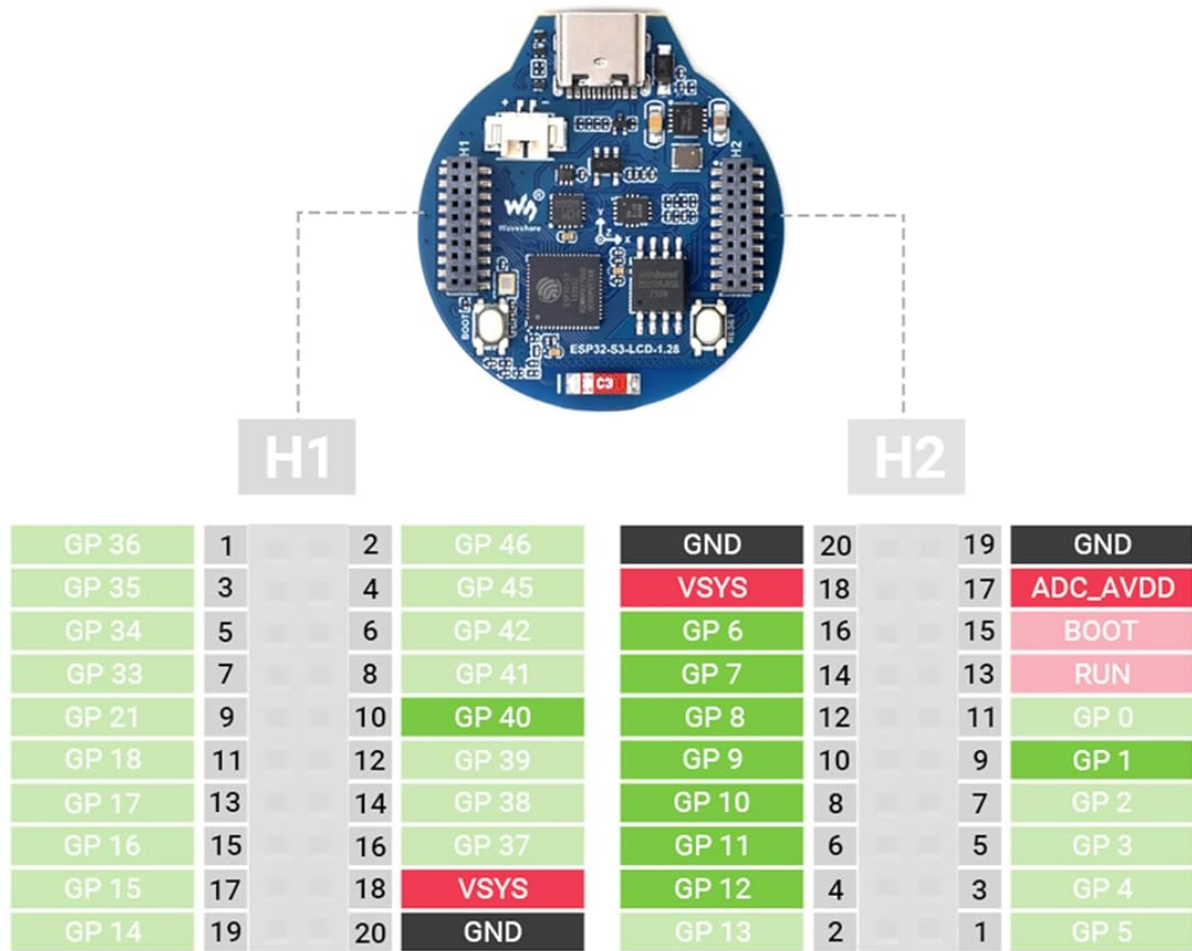 H1
H2
Waveshare
Y
Z X
BOOT
RESET
ESP32-S3-LCD-1.28
C3
H1
H2
GP 36 1 2 GP 46 GND 20 19 GND
GP 35 3 4 GP 45 VSYS 18 17 ADC_AVDD
GP 34 5 6 GP 42 GP 6 16 15 BOOT
GP 33 7 8 GP 41 GP 7 14 13 RUN
GP 21 9 10 GP 40 GP 8 12 11 GP 0
GP 18 11 12 GP 39 GP 9 10 9 GP 1
GP 17 13 14 GP 38 GP 10 8 7 GP 2
GP 16 15 16 GP 37 GP 11 6 5 GP 3
GP 15 17 18 VSYS GP 12 4 3 GP 4
GP 14 19 20 GND GP 13 2 1 GP 5